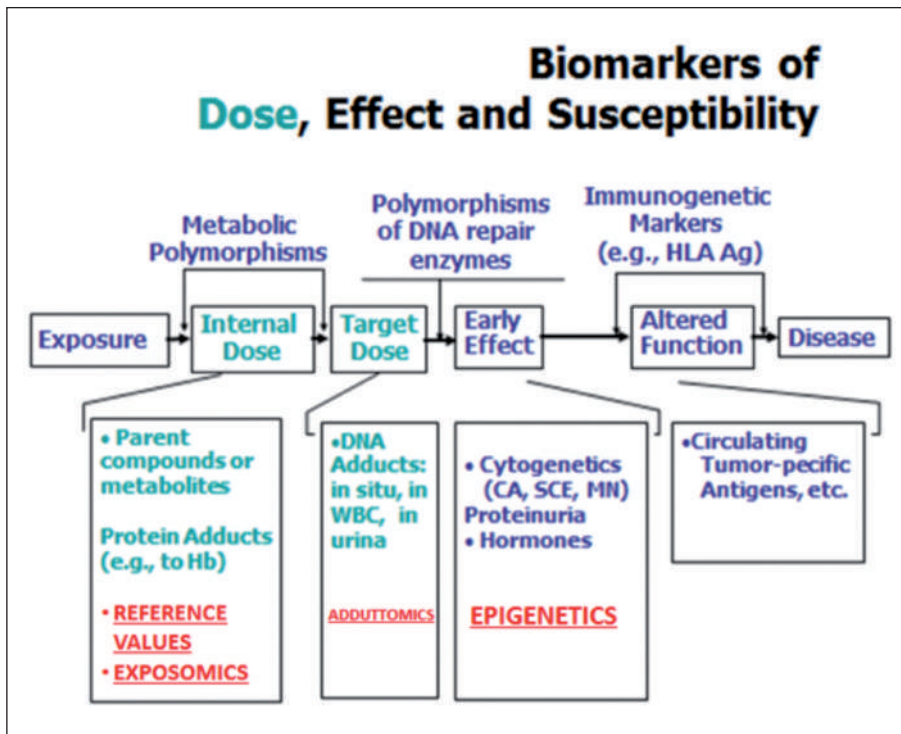 Biomarkers of
Dose, Effect and Susceptibility
Metabolic
Polymorphisms
Polymorphisms
of DNA repair
enzymes
Immunogenetic
Markers
(e.g., HLA Ag)
Exposure
Internal
Dose
Target
Dose
Early
Effect
Altered
Function
Disease
• Parent
compounds or
metabolites
Protein Adducts
(e.g., to Hb)
• REFERENCE
VALUES
• EXPOSOMICS
•DNA
Adducts:
in situ, in
WBC, in
urina
ADDUTTOMICS
• Cytogenetics
(CA, SCE, MN)
Proteinuria
• Hormones
EPIGENETICS
•Circulating
Tumor-pecific
Antigens, etc.